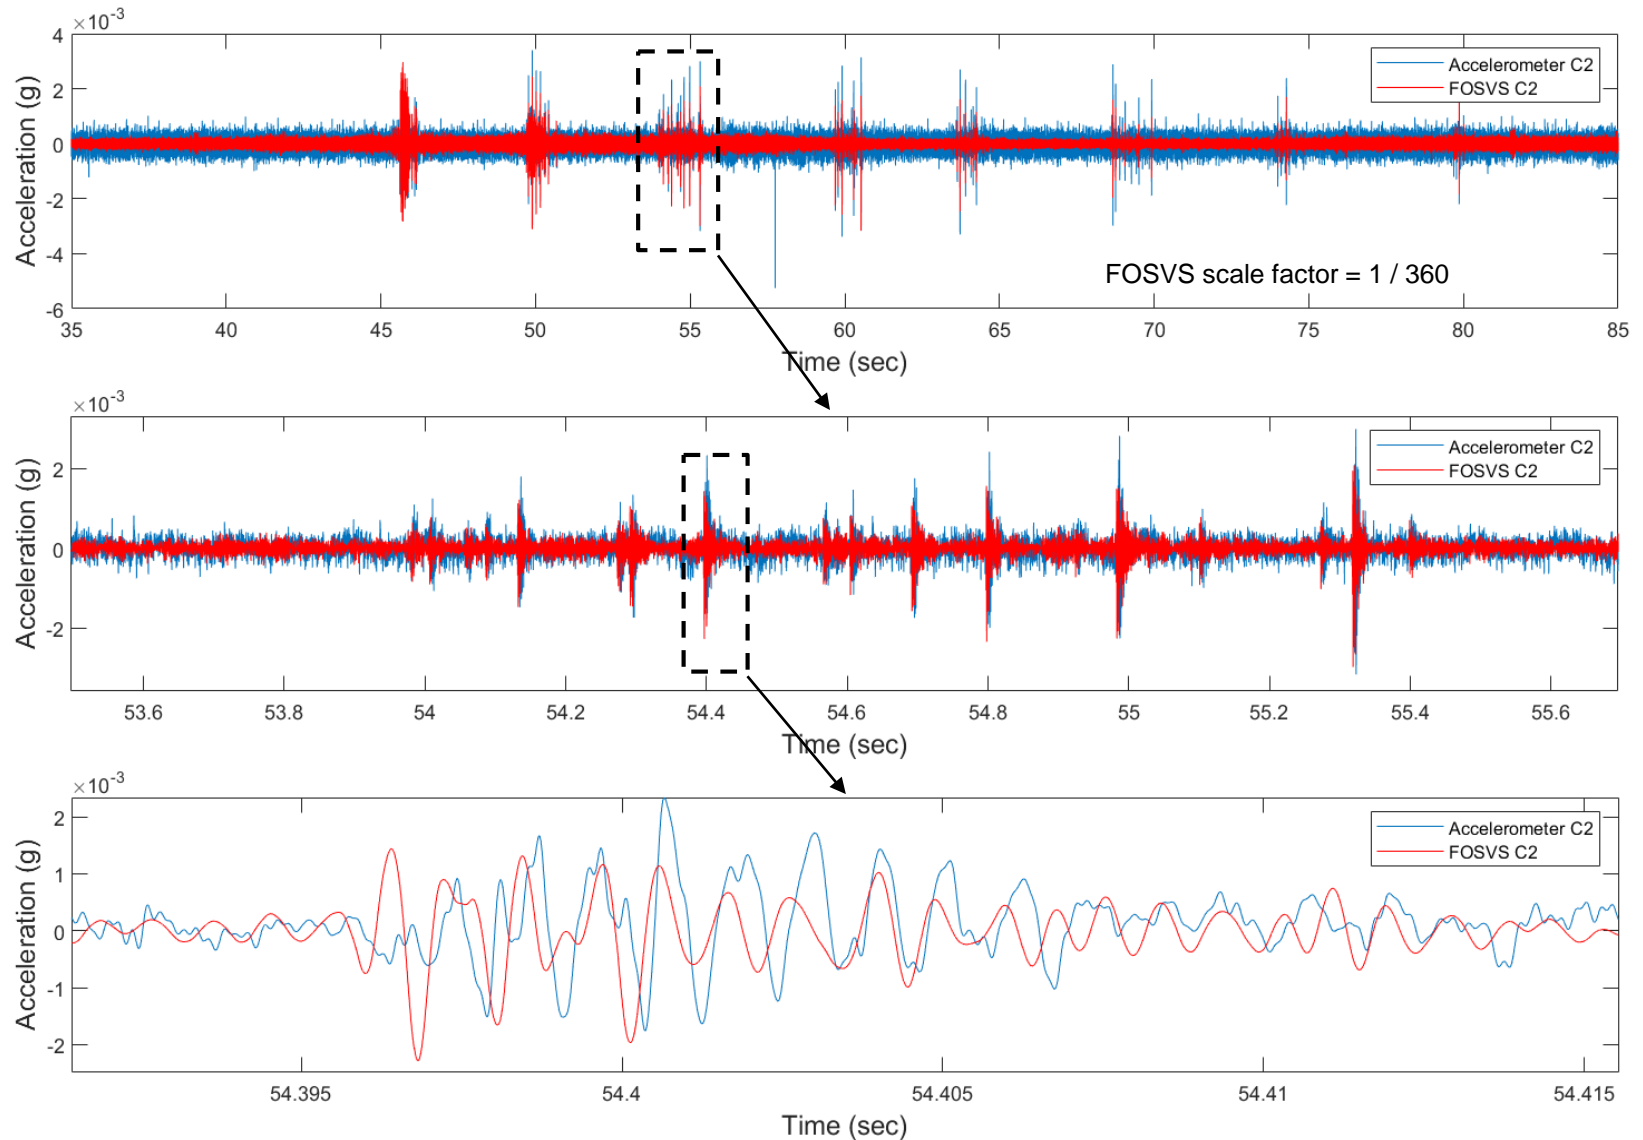 ×10⁻³
4
2
0
-2
-4
-6
Acceleration (g)
Accelerometer C2
FOSVS C2
FOSVS scale factor = 1 / 360
35 40 45 50 55 60 65 70 75 80 85
Time (sec)
×10⁻³
2
0
-2
Acceleration (g)
Accelerometer C2
FOSVS C2
53.6 53.8 54 54.2 54.4 54.6 54.8 55 55.2 55.4 55.6
Time (sec)
×10⁻³
2
1
0
-1
-2
Acceleration (g)
Accelerometer C2
FOSVS C2
54.395 54.4 54.405 54.41 54.415
Time (sec)